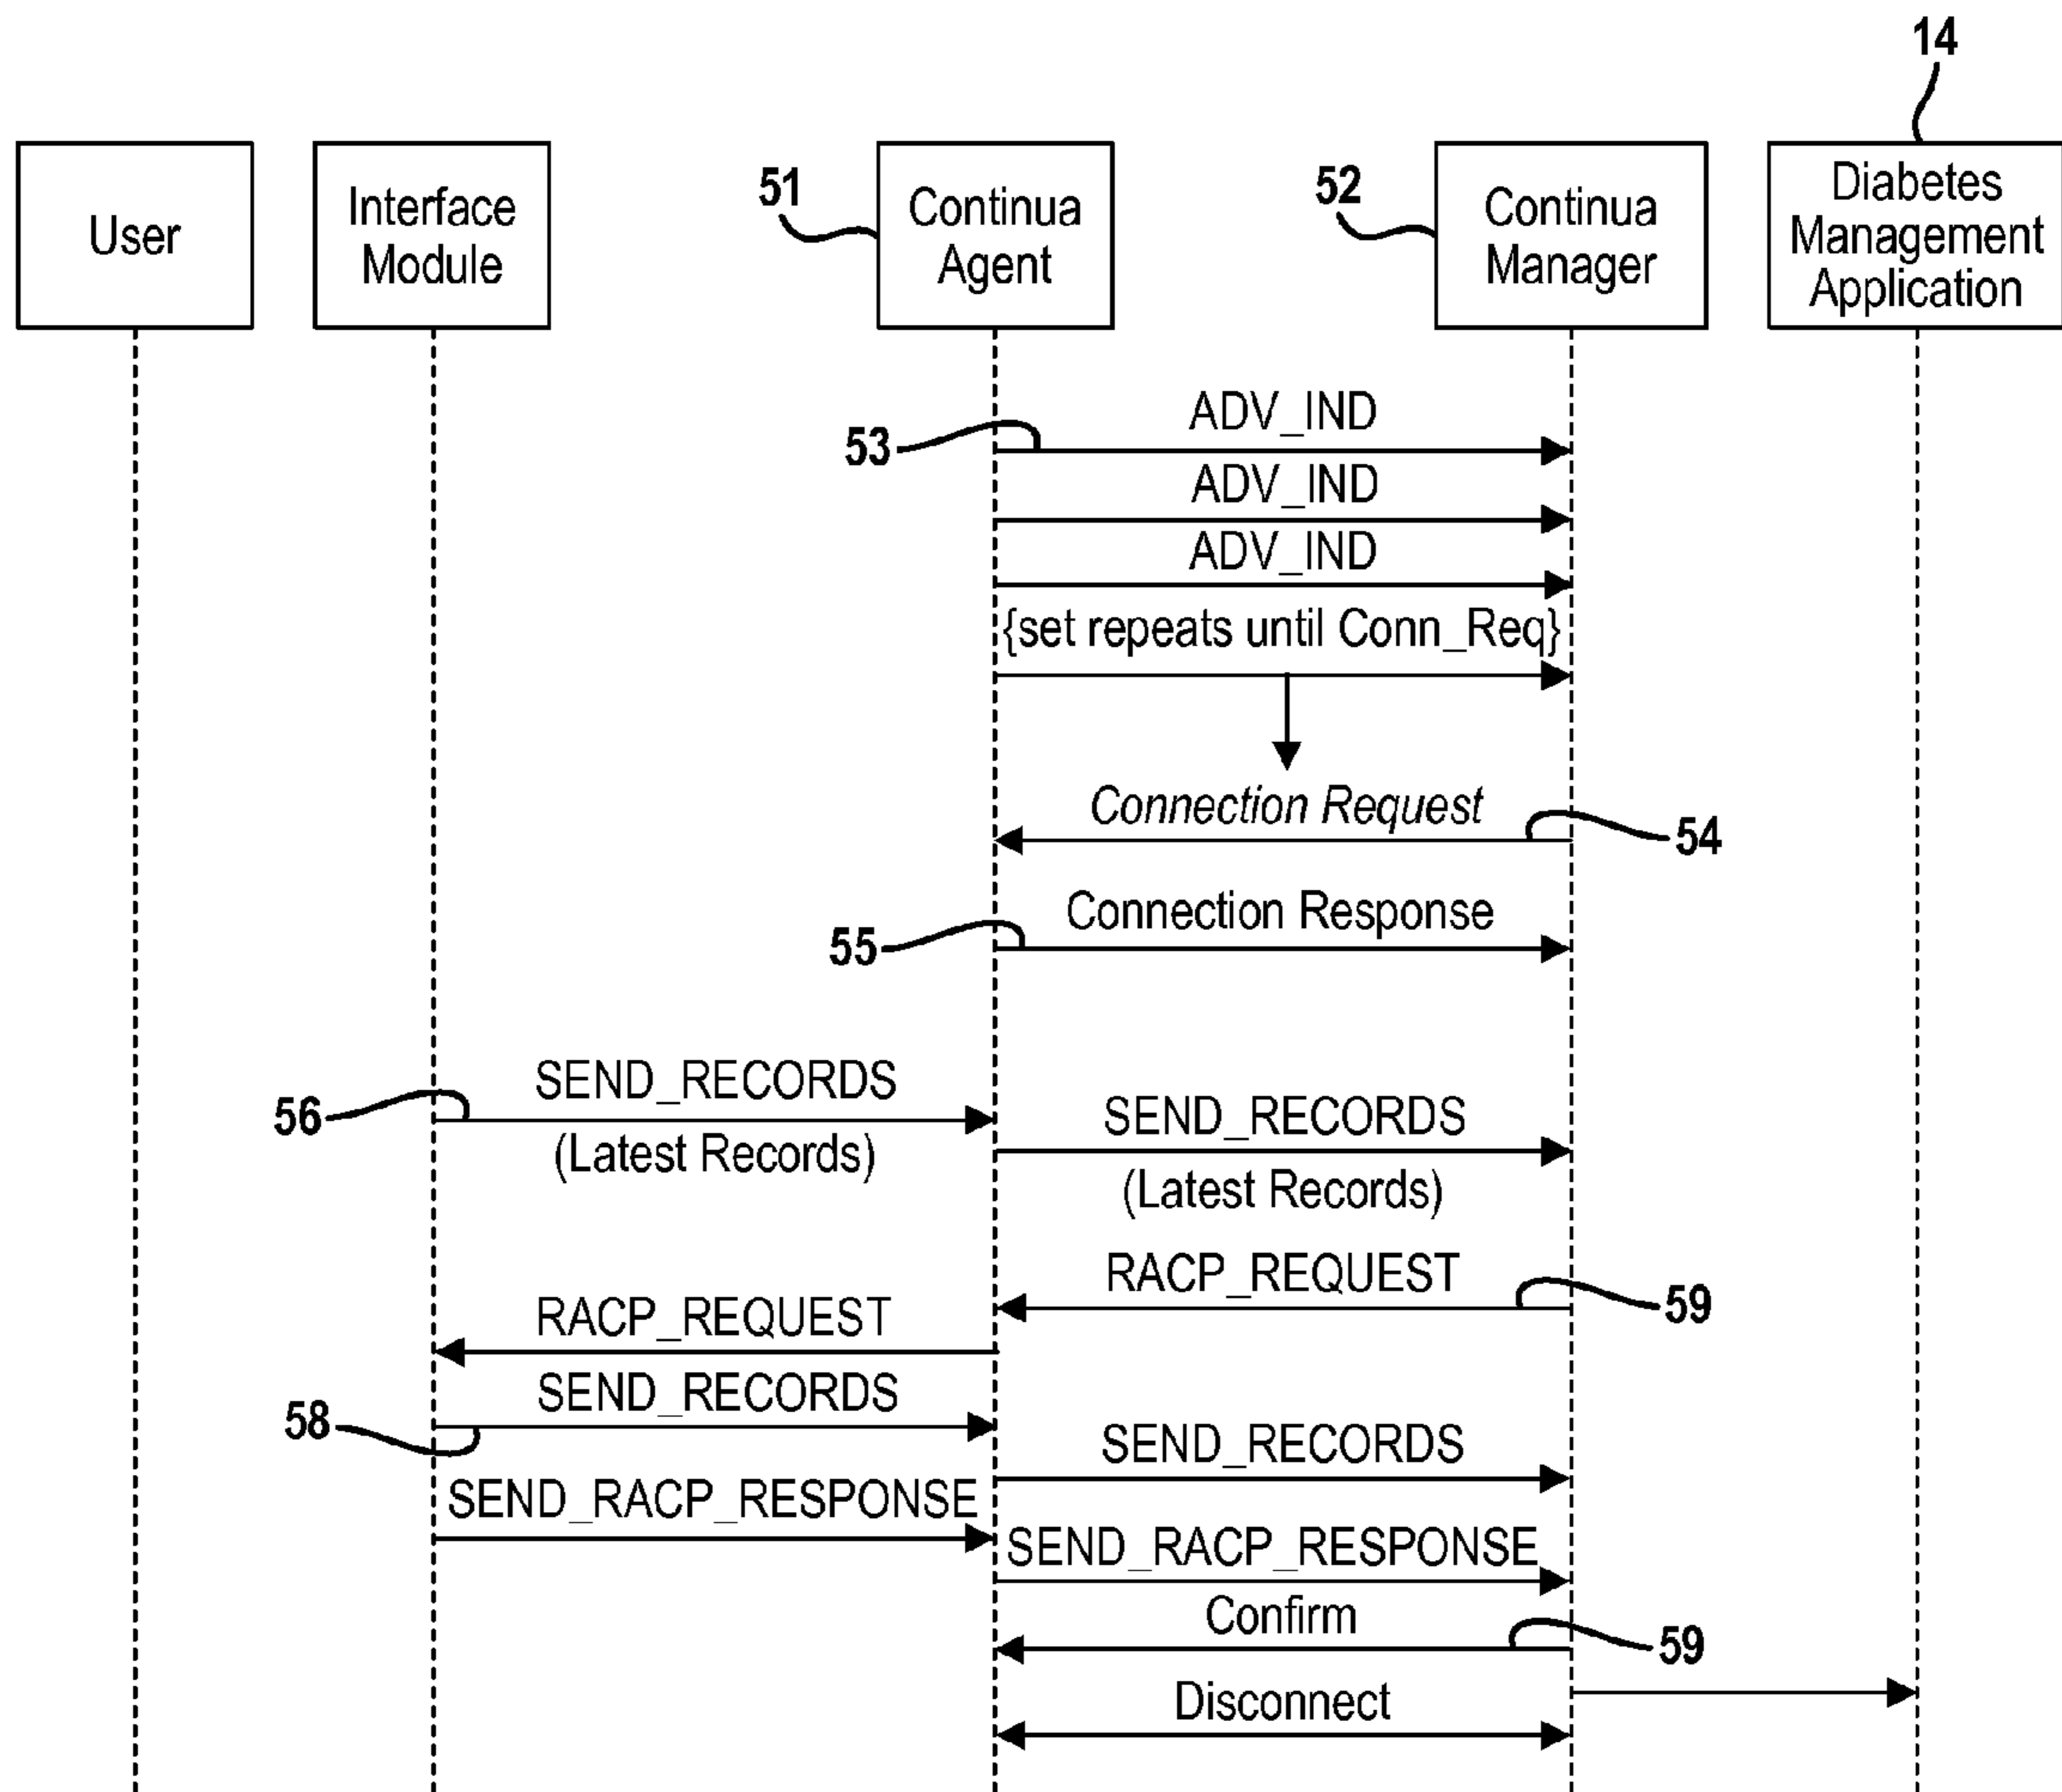 14
User
Interface
Module
51
Continua
Agent
52
Continua
Manager
Diabetes
Management
Application
ADV_IND
53
ADV_IND
ADV_IND
{set repeats until Conn_Req}
Connection Request
54
Connection Response
55
SEND_RECORDS
56
(Latest Records)
SEND_RECORDS
(Latest Records)
RACP_REQUEST
59
RACP_REQUEST
SEND_RECORDS
58
SEND_RECORDS
SEND_RACP_RESPONSE
SEND_RACP_RESPONSE
Confirm
59
Disconnect